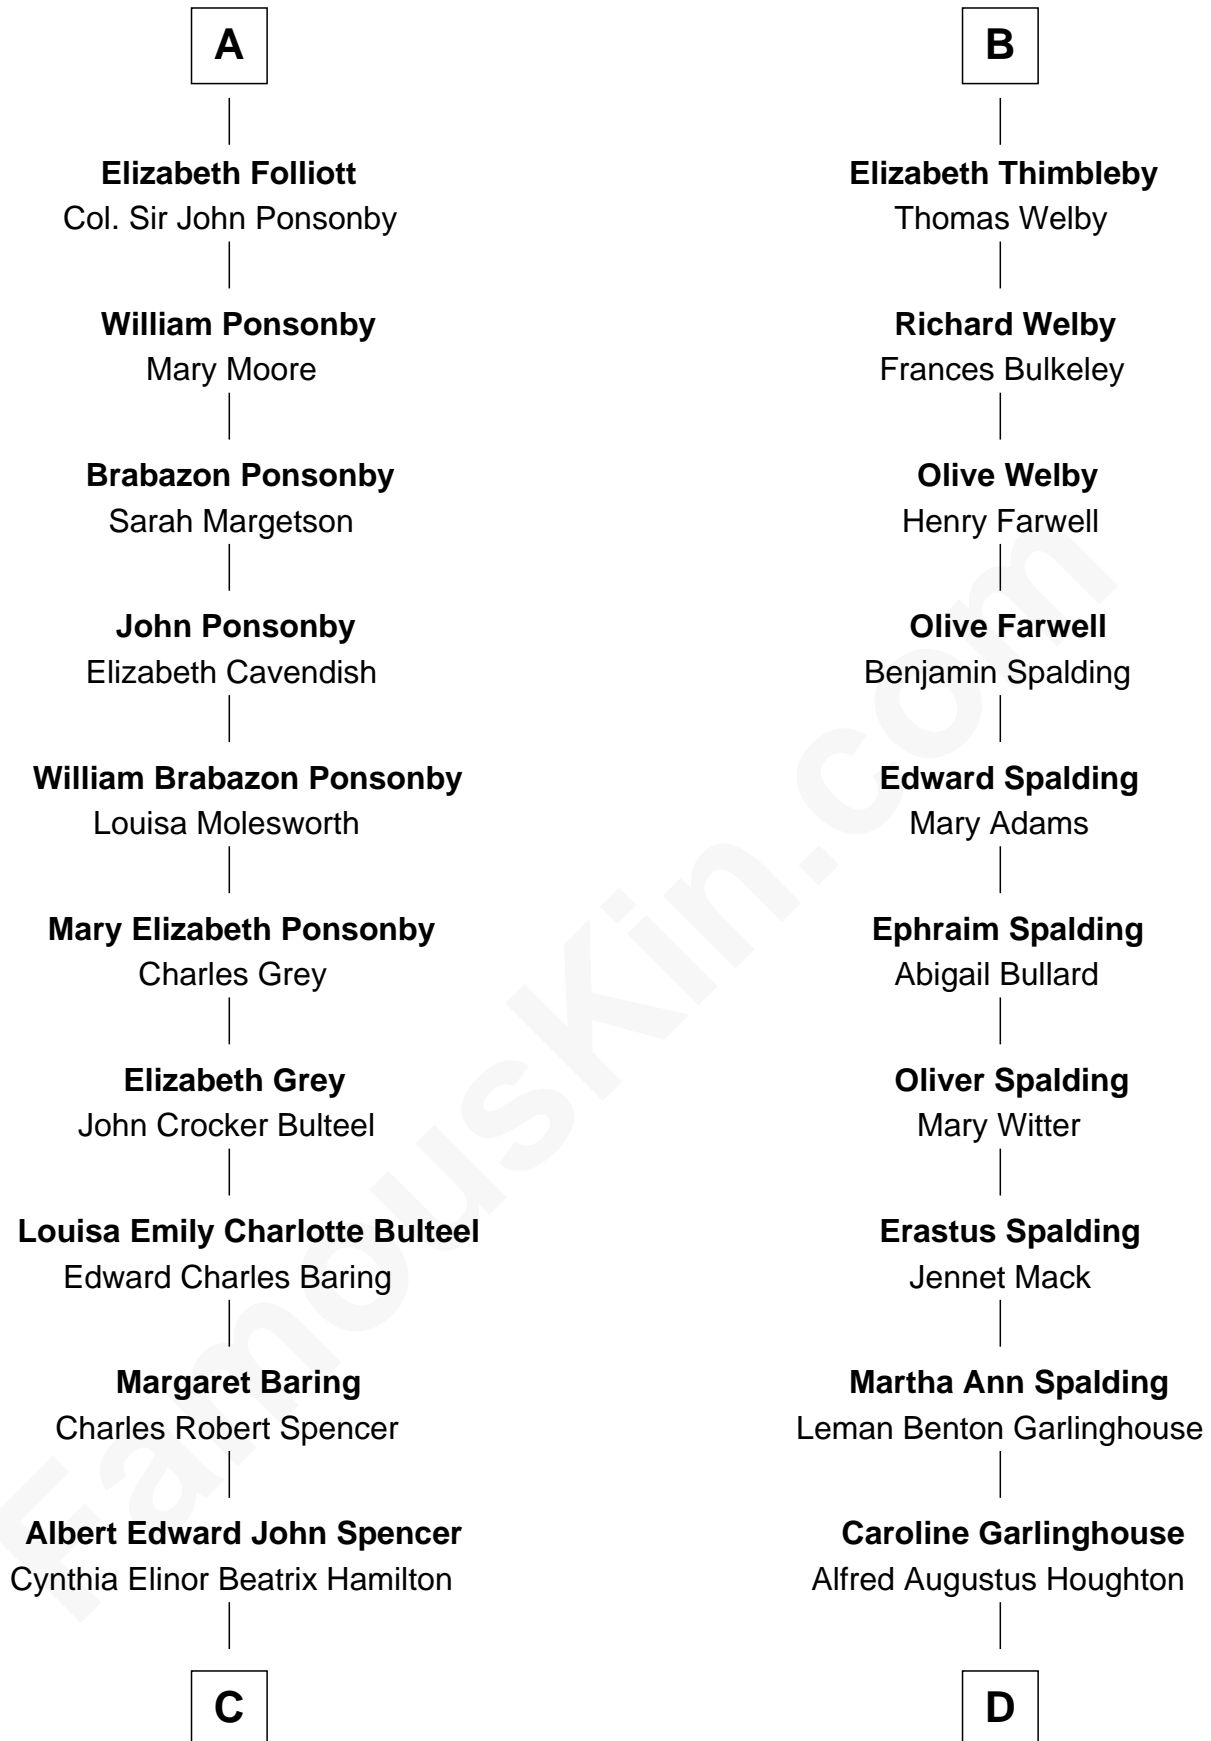 A
Elizabeth Folliott
Col. Sir John Ponsonby
William Ponsonby
Mary Moore
Brabazon Ponsonby
Sarah Margetson
John Ponsonby
Elizabeth Cavendish
William Brabazon Ponsonby
Louisa Molesworth
Mary Elizabeth Ponsonby
Charles Grey
Elizabeth Grey
John Crocker Bulteel
Louisa Emily Charlotte Bulteel
Edward Charles Baring
Margaret Baring
Charles Robert Spencer
Albert Edward John Spencer
Cynthia Elinor Beatrix Hamilton
C
B
Elizabeth Thimbleby
Thomas Welby
Richard Welby
Frances Bulkeley
Olive Welby
Henry Farwell
Olive Farwell
Benjamin Spalding
Edward Spalding
Mary Adams
Ephraim Spalding
Abigail Bullard
Oliver Spalding
Mary Witter
Erastus Spalding
Jennet Mack
Martha Ann Spalding
Leman Benton Garlinghouse
Caroline Garlinghouse
Alfred Augustus Houghton
D
FamousKin.com